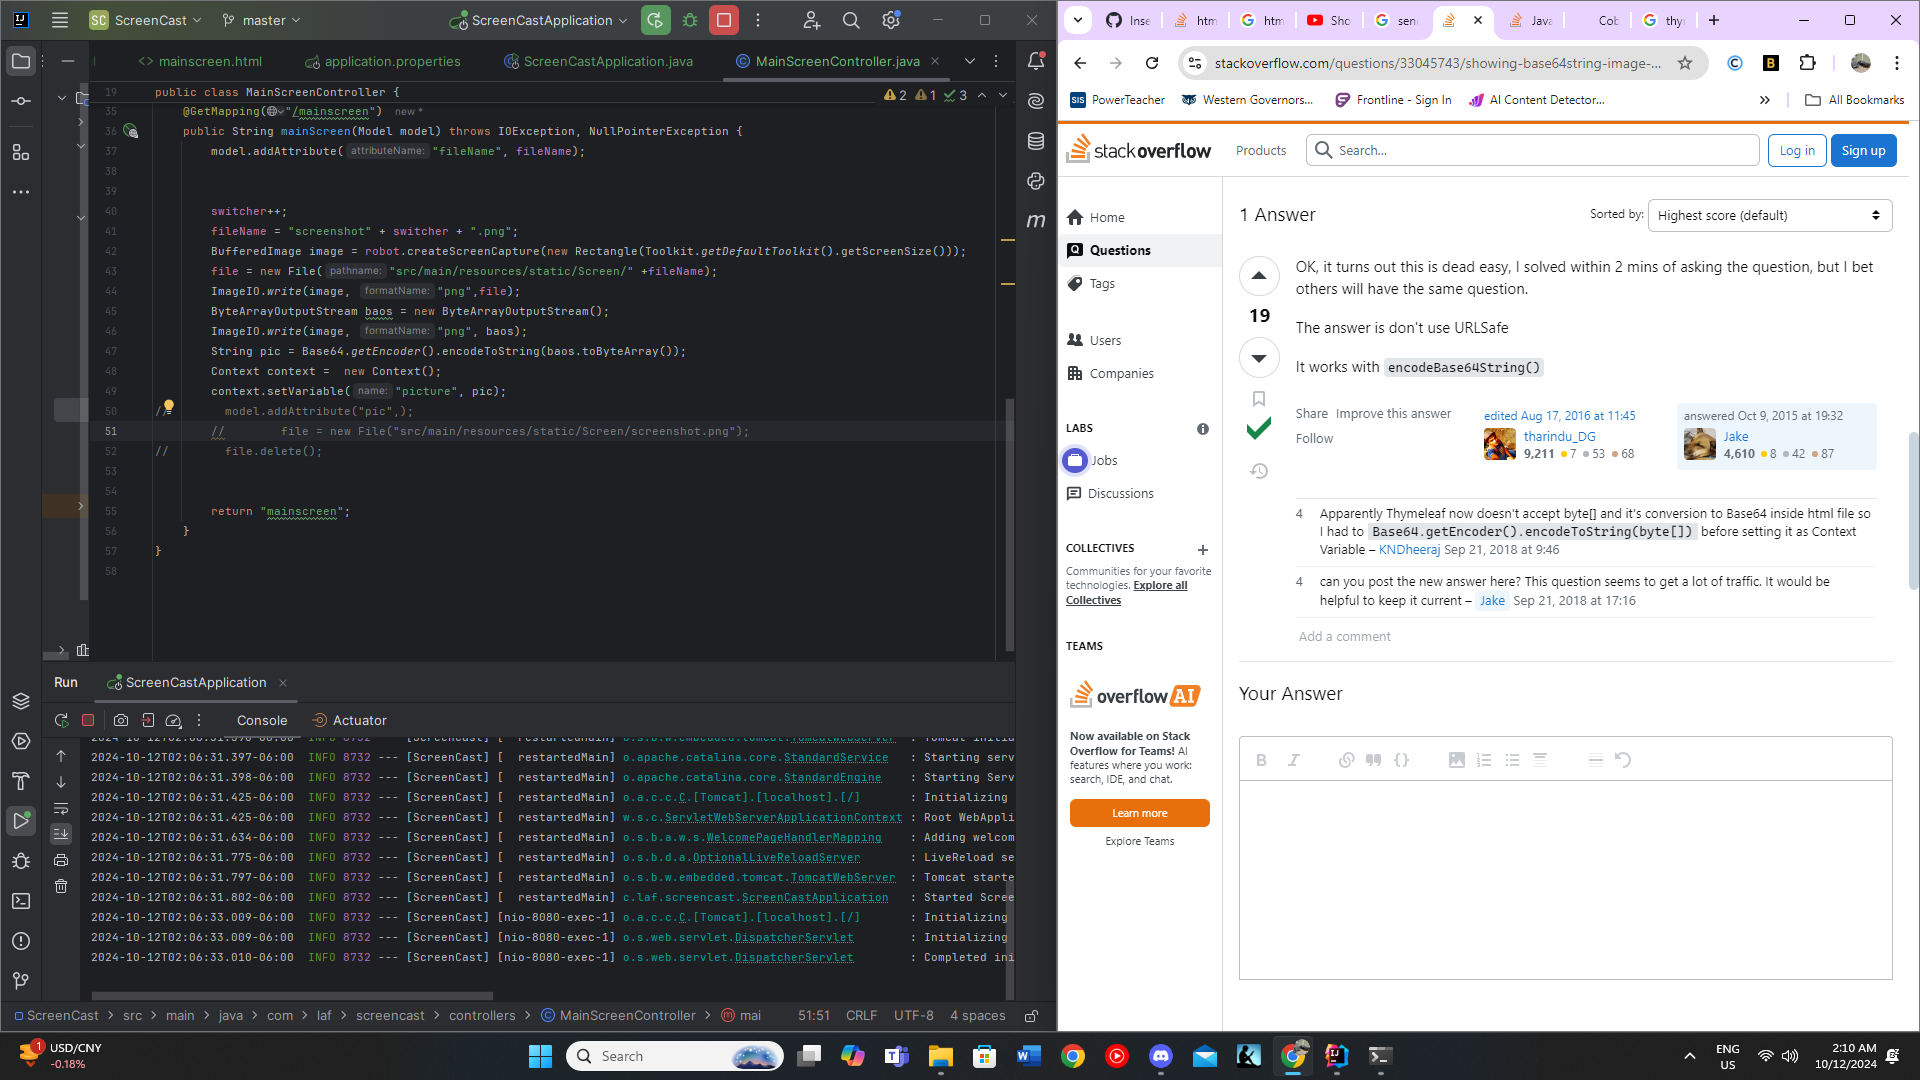 SC ScreenCast master ScreenCastApplication
mainscreen.html application.properties ScreenCastApplication.java MainScreenController.java
19 public class MainScreenController { 2 1 3
35 @GetMapping("/mainscreen") new *
36 public String mainScreen(Model model) throws IOException, NullPointerException {
37 model.addAttribute( attributeName: "fileName", fileName);
38
39
40 switcher++;
41 fileName = "screenshot" + switcher + ".png";
42 BufferedImage image = robot.createScreenCapture(new Rectangle(Toolkit.getDefaultToolkit().getScreenSize()));
43 file = new File( pathname: "src/main/resources/static/Screen/" +fileName);
44 ImageIO.write(image, formatName: "png",file);
45 ByteArrayOutputStream baos = new ByteArrayOutputStream();
46 ImageIO.write(image, formatName: "png", baos);
47 String pic = Base64.getEncoder().encodeToString(baos.toByteArray());
48 Context context = new Context();
49 context.setVariable( name: "picture", pic);
50 // model.addAttribute("pic",);
51 // file = new File("src/main/resources/static/Screen/screenshot.png");
52 // file.delete();
53
54
55 return "mainscreen";
56 }
57 }
58
Run ScreenCastApplication
Console Actuator
2024-10-12T02:06:31.397-06:00 INFO 8732 --- [ScreenCast] [ restartedMain] o.apache.catalina.core.StandardService : Starting serv
2024-10-12T02:06:31.398-06:00 INFO 8732 --- [ScreenCast] [ restartedMain] o.apache.catalina.core.StandardEngine : Starting Serv
2024-10-12T02:06:31.425-06:00 INFO 8732 --- [ScreenCast] [ restartedMain] o.a.c.c.C.[Tomcat].[localhost].[/] : Initializing
2024-10-12T02:06:31.425-06:00 INFO 8732 --- [ScreenCast] [ restartedMain] w.s.c.ServletWebServerApplicationContext : Root WebAppli
2024-10-12T02:06:31.634-06:00 INFO 8732 --- [ScreenCast] [ restartedMain] o.s.b.a.w.s.WelcomePageHandlerMapping : Adding welcom
2024-10-12T02:06:31.775-06:00 INFO 8732 --- [ScreenCast] [ restartedMain] o.s.b.d.a.OptionalLiveReloadServer : LiveReload se
2024-10-12T02:06:31.797-06:00 INFO 8732 --- [ScreenCast] [ restartedMain] o.s.b.w.embedded.tomcat.TomcatWebServer : Tomcat starte
2024-10-12T02:06:31.802-06:00 INFO 8732 --- [ScreenCast] [ restartedMain] c.laf.screencast.ScreenCastApplication : Started Scree
2024-10-12T02:06:33.009-06:00 INFO 8732 --- [ScreenCast] [nio-8080-exec-1] o.a.c.c.C.[Tomcat].[localhost].[/] : Initializing
2024-10-12T02:06:33.009-06:00 INFO 8732 --- [ScreenCast] [nio-8080-exec-1] o.s.web.servlet.DispatcherServlet : Initializing
2024-10-12T02:06:33.010-06:00 INFO 8732 --- [ScreenCast] [nio-8080-exec-1] o.s.web.servlet.DispatcherServlet : Completed ini
ScreenCast > src > main > java > com > laf > screencast > controllers > MainScreenController > mai 51:51 CRLF UTF-8 4 spaces
Inse htm htm Sho sen Java Cob thy
stackoverflow.com/questions/33045743/showing-base64string-image-...
PowerTeacher Western Governors... Frontline - Sign In AI Content Detector... All Bookmarks
stackoverflow Products Search... Log in Sign up
Home
Questions
Tags
Users
Companies
LABS
Jobs
Discussions
COLLECTIVES
Communities for your favorite
technologies. Explore all
Collectives
TEAMS
overflow AI
Now available on Stack
Overflow for Teams! AI
features where you work:
search, IDE, and chat.
Learn more
Explore Teams
1 Answer
Sorted by: Highest score (default)
19
OK, it turns out this is dead easy, I solved within 2 mins of asking the question, but I bet
others will have the same question.
The answer is don't use URLSafe
It works with encodeBase64String()
Share Improve this answer
Follow
edited Aug 17, 2016 at 11:45
tharindu_DG
9,211 7 53 68
answered Oct 9, 2015 at 19:32
Jake
4,610 8 42 87
4 Apparently Thymeleaf now doesn't accept byte[] and it's conversion to Base64 inside html file so
I had to Base64.getEncoder().encodeToString(byte[]) before setting it as Context
Variable – KNDheeraj Sep 21, 2018 at 9:46
4 can you post the new answer here? This question seems to get a lot of traffic. It would be
helpful to keep it current – Jake Sep 21, 2018 at 17:16
Add a comment
Your Answer
USD/CNY
-0.18%
1
Search
ENG
US
2:10 AM
10/12/2024